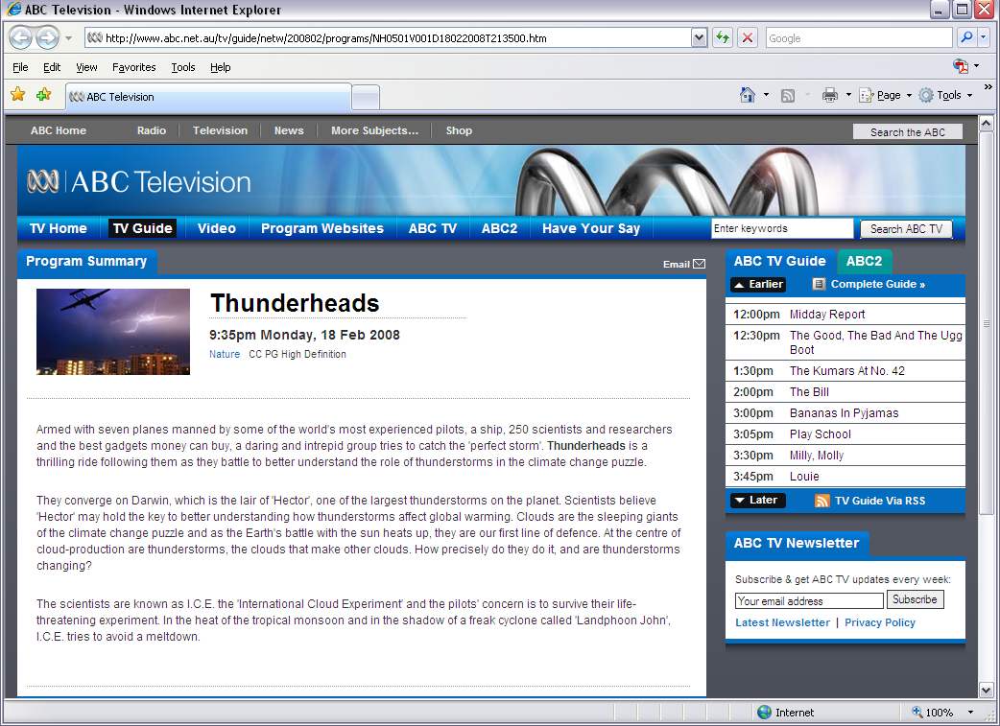 ABC Television - Windows Internet Explorer
http://www.abc.net.au/tv/guide/netw/200802/programs/NH0501V001D18022008T213500.htm
Google
File Edit View Favorites Tools Help
ABC Television
Page Tools »
ABC Home Radio Television News More Subjects... Shop
Search the ABC
ABC Television
TV Home TV Guide Video Program Websites ABC TV ABC2 Have Your Say
Enter keywords
Search ABC TV
Program Summary
Email
Thunderheads
9:35pm Monday, 18 Feb 2008
Nature CC PG High Definition
Armed with seven planes manned by some of the world's most experienced pilots, a ship, 250 scientists and researchers
and the best gadgets money can buy, a daring and intrepid group tries to catch the 'perfect storm'. Thunderheads is a
thrilling ride following them as they battle to better understand the role of thunderstorms in the climate change puzzle.
They converge on Darwin, which is the lair of 'Hector', one of the largest thunderstorms on the planet. Scientists believe
'Hector' may hold the key to better understanding how thunderstorms affect global warming. Clouds are the sleeping giants
of the climate change puzzle and as the Earth's battle with the sun heats up, they are our first line of defence. At the centre of
cloud-production are thunderstorms, the clouds that make other clouds. How precisely do they do it, and are thunderstorms
changing?
The scientists are known as I.C.E. the 'International Cloud Experiment' and the pilots' concern is to survive their life-
threatening experiment. In the heat of the tropical monsoon and in the shadow of a freak cyclone called 'Landphoon John',
I.C.E. tries to avoid a meltdown.
ABC TV Guide ABC2
Earlier Complete Guide »
12:00pm Midday Report
12:30pm The Good, The Bad And The Ugg
Boot
1:30pm The Kumars At No. 42
2:00pm The Bill
3:00pm Bananas In Pyjamas
3:05pm Play School
3:30pm Milly, Molly
3:45pm Louie
Later TV Guide Via RSS
ABC TV Newsletter
Subscribe & get ABC TV updates every week:
Your email address
Subscribe
Latest Newsletter | Privacy Policy
Internet 100%